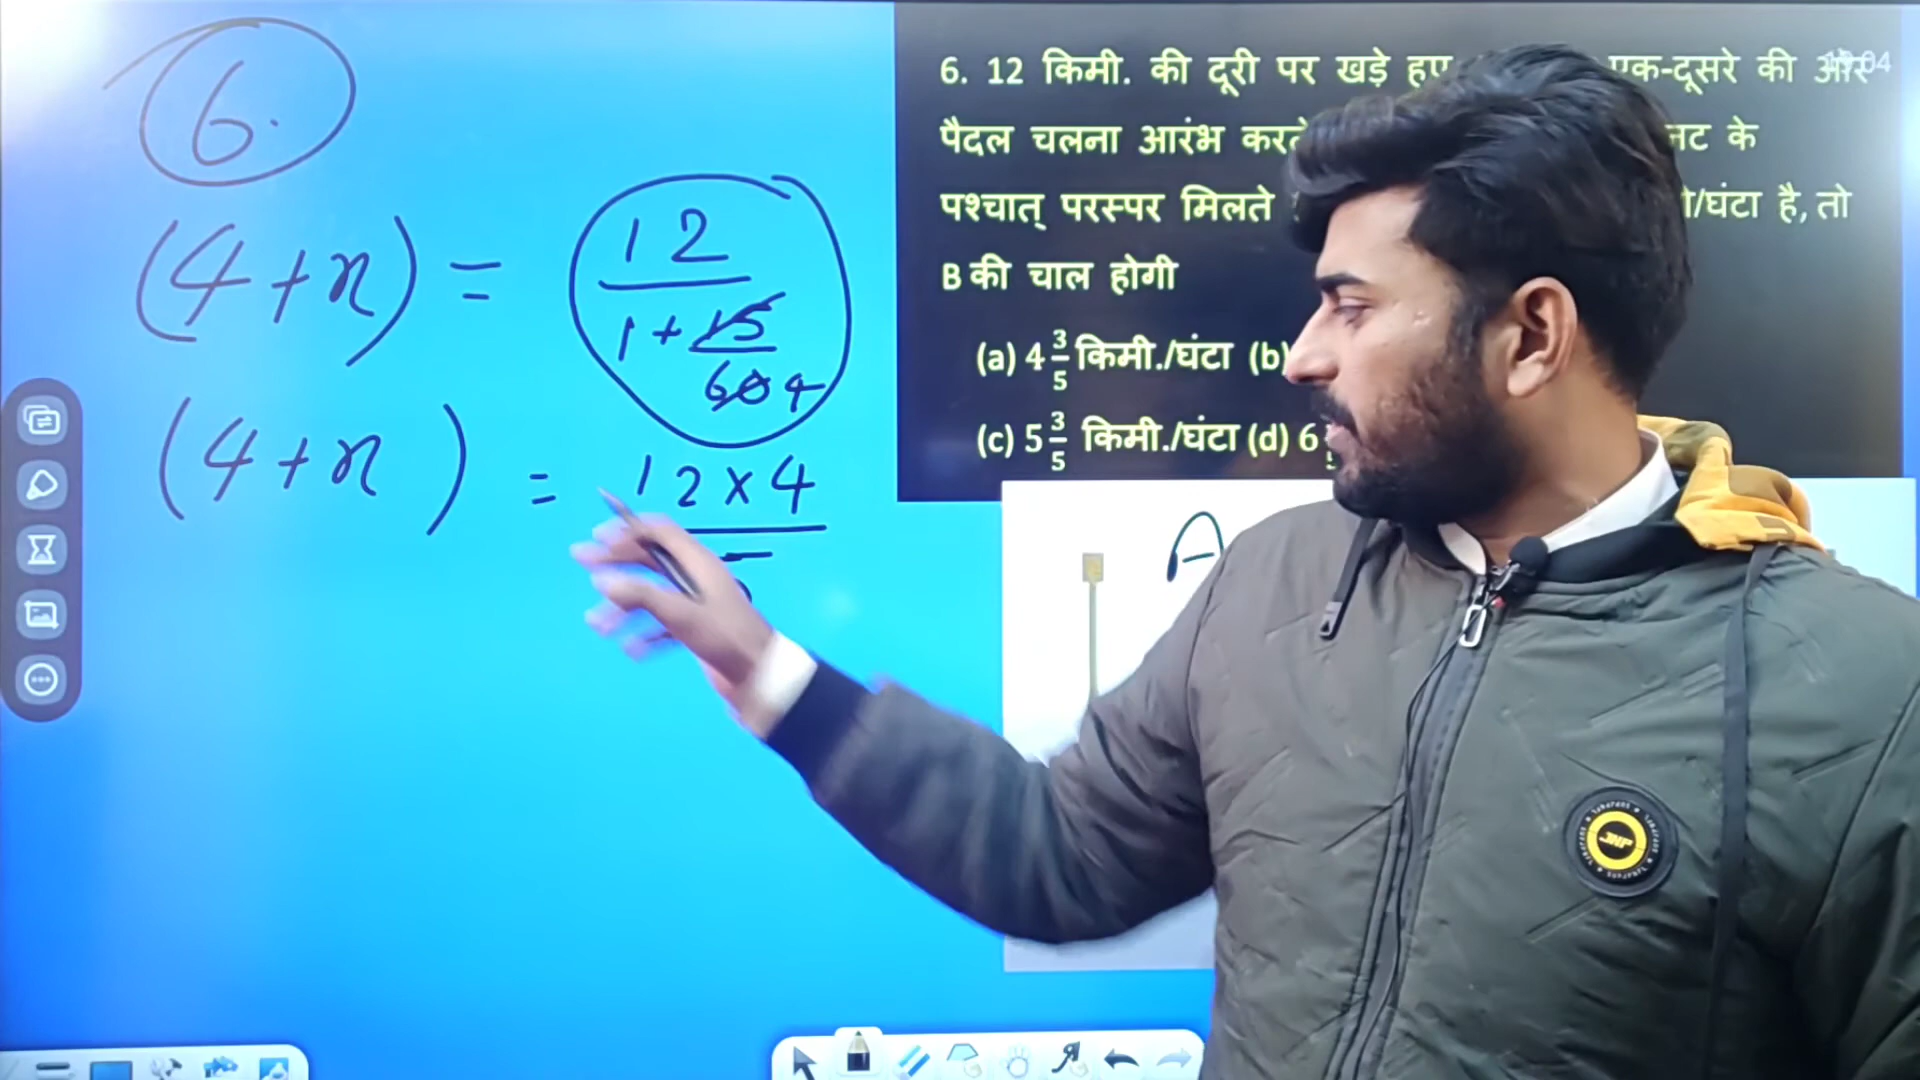 6.
(4+x) = 12
1 + 15
60 4
(4+x) = 12×4
6. 12 किमी. की दूरी पर खड़े हुए एक-दूसरे की ओर
पैदल चलना आरंभ करते के
पश्चात् परस्पर मिलते /घंटा है, तो
B की चाल होगी
(a) 4 3/5 किमी./घंटा (b)
(c) 5 3/5 किमी./घंटा (d) 6
A
JHP